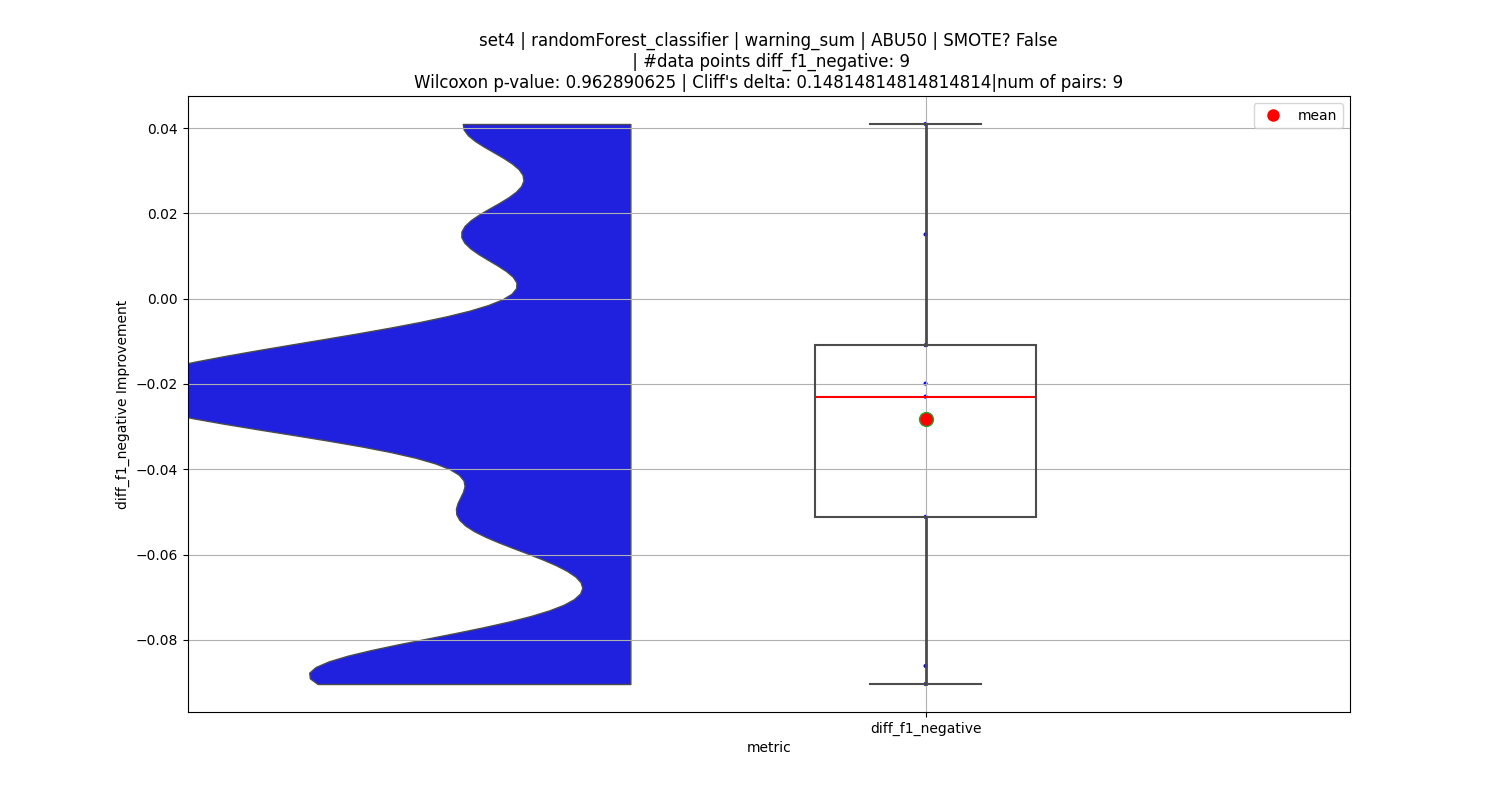 set4 | randomForest_classifier | warning_sum | ABU50 | SMOTE? False
| #data points diff_f1_negative: 9
Wilcoxon p-value: 0.962890625 | Cliff's delta: 0.14814814814814814|num of pairs: 9
mean
0.04
0.02
0.00
−0.02
−0.04
−0.06
−0.08
diff_f1_negative Improvement
diff_f1_negative
metric